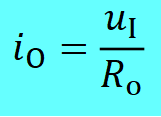 i_O = u_I / R_o